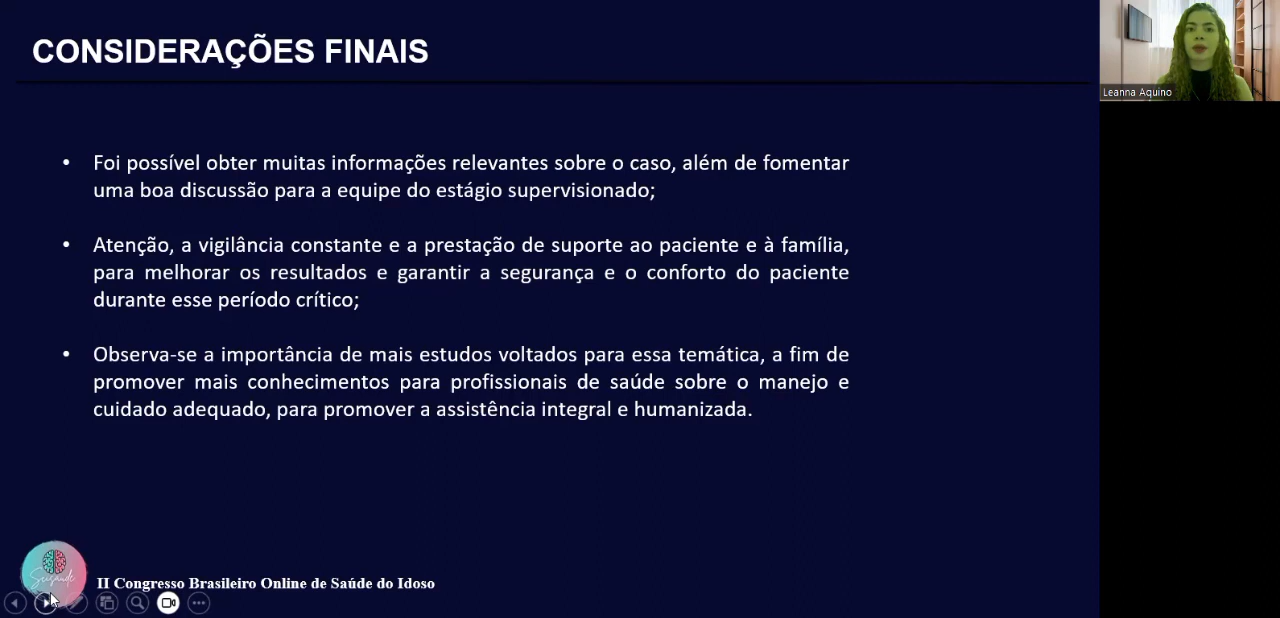 CONSIDERAÇÕES FINAIS
Leanna Aquino
• Foi possível obter muitas informações relevantes sobre o caso, além de fomentar
uma boa discussão para a equipe do estágio supervisionado;
• Atenção, a vigilância constante e a prestação de suporte ao paciente e à família,
para melhorar os resultados e garantir a segurança e o conforto do paciente
durante esse período crítico;
• Observa-se a importância de mais estudos voltados para essa temática, a fim de
promover mais conhecimentos para profissionais de saúde sobre o manejo e
cuidado adequado, para promover a assistência integral e humanizada.
II Congresso Brasileiro Online de Saúde do Idoso